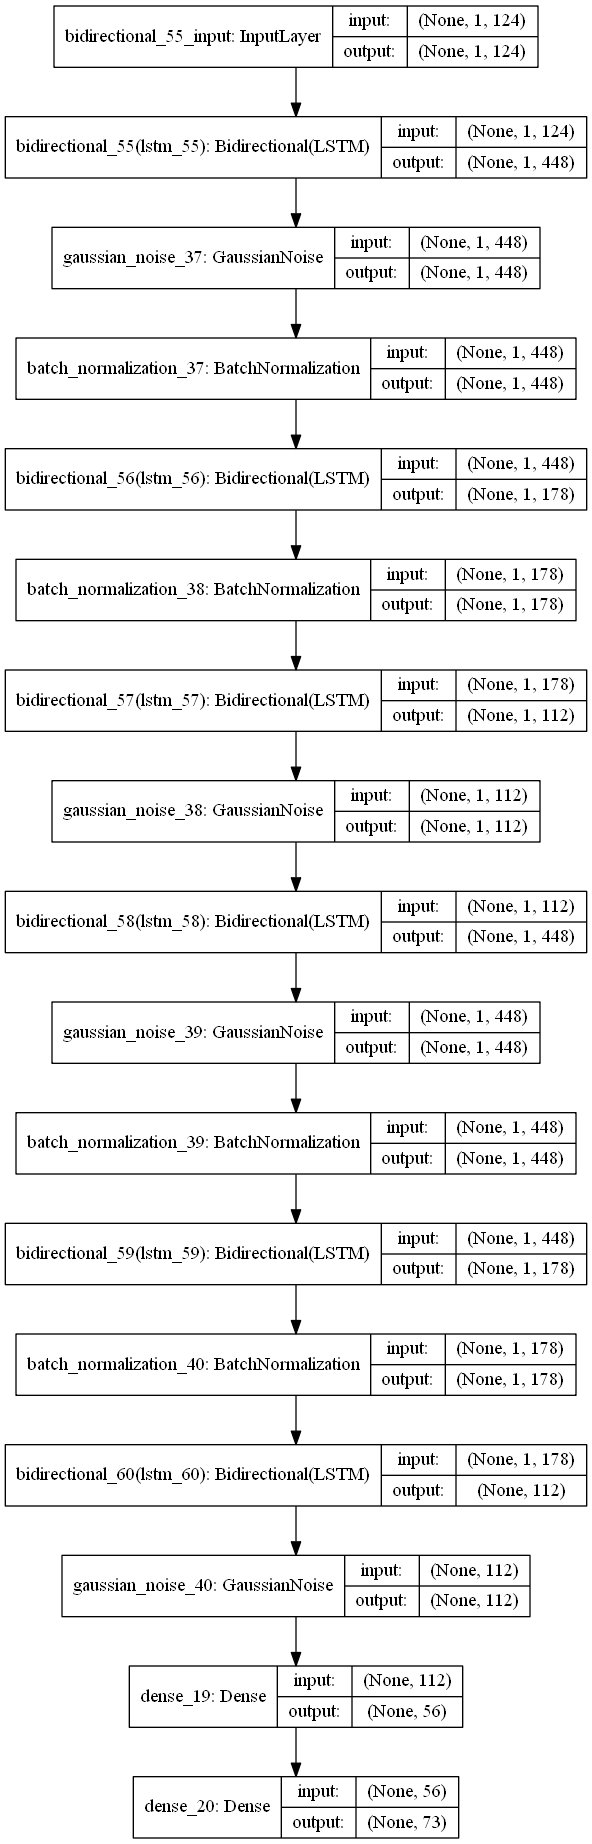 bidirectional_55_input: InputLayer input: (None, 1, 124)
output: (None, 1, 124)
bidirectional_55(lstm_55): Bidirectional(LSTM) input: (None, 1, 124)
output: (None, 1, 448)
gaussian_noise_37: GaussianNoise input: (None, 1, 448)
output: (None, 1, 448)
batch_normalization_37: BatchNormalization input: (None, 1, 448)
output: (None, 1, 448)
bidirectional_56(lstm_56): Bidirectional(LSTM) input: (None, 1, 448)
output: (None, 1, 178)
batch_normalization_38: BatchNormalization input: (None, 1, 178)
output: (None, 1, 178)
bidirectional_57(lstm_57): Bidirectional(LSTM) input: (None, 1, 178)
output: (None, 1, 112)
gaussian_noise_38: GaussianNoise input: (None, 1, 112)
output: (None, 1, 112)
bidirectional_58(lstm_58): Bidirectional(LSTM) input: (None, 1, 112)
output: (None, 1, 448)
gaussian_noise_39: GaussianNoise input: (None, 1, 448)
output: (None, 1, 448)
batch_normalization_39: BatchNormalization input: (None, 1, 448)
output: (None, 1, 448)
bidirectional_59(lstm_59): Bidirectional(LSTM) input: (None, 1, 448)
output: (None, 1, 178)
batch_normalization_40: BatchNormalization input: (None, 1, 178)
output: (None, 1, 178)
bidirectional_60(lstm_60): Bidirectional(LSTM) input: (None, 1, 178)
output: (None, 112)
gaussian_noise_40: GaussianNoise input: (None, 112)
output: (None, 112)
dense_19: Dense input: (None, 112)
output: (None, 56)
dense_20: Dense input: (None, 56)
output: (None, 73)